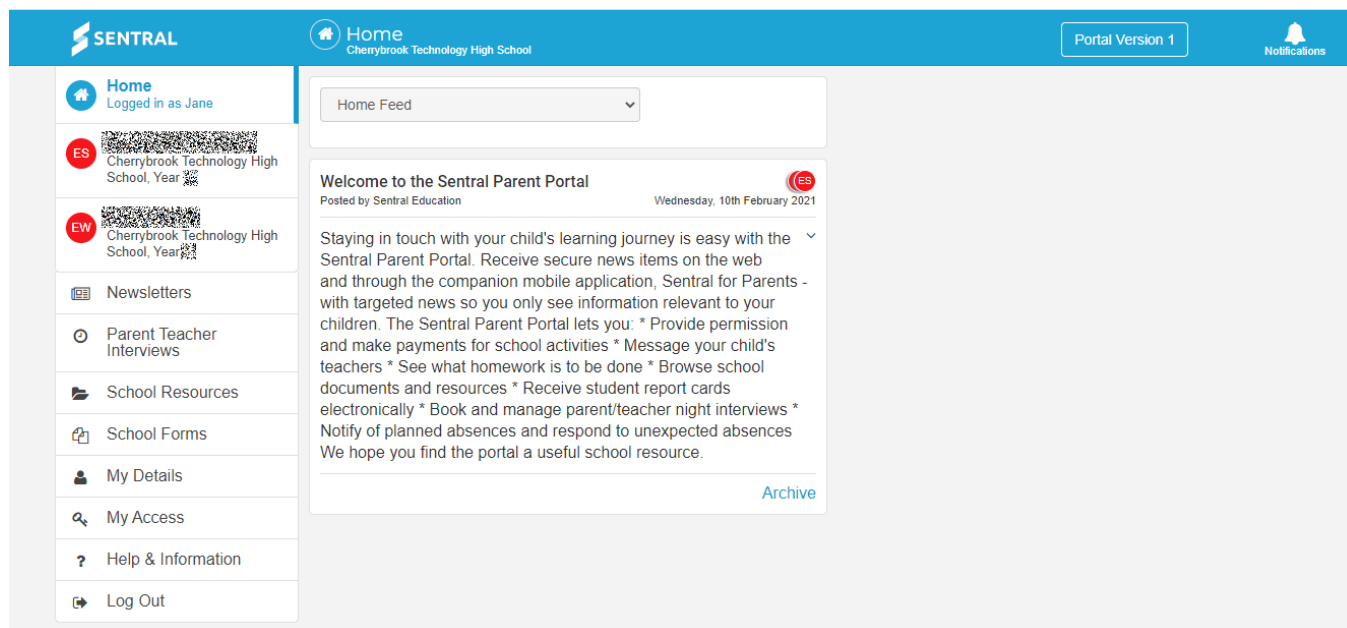 SENTRAL
Home
Cherrybrook Technology High School
Portal Version 1
Notifications
Home
Logged in as Jane
ES
Cherrybrook Technology High
School, Year
EW
Cherrybrook Technology High
School, Year
Newsletters
Parent Teacher
Interviews
School Resources
School Forms
My Details
My Access
? Help & Information
Log Out
Home Feed
Welcome to the Sentral Parent Portal
ES
Posted by Sentral Education
Wednesday, 10th February 2021
Staying in touch with your child's learning journey is easy with the
Sentral Parent Portal. Receive secure news items on the web
and through the companion mobile application, Sentral for Parents -
with targeted news so you only see information relevant to your
children. The Sentral Parent Portal lets you: * Provide permission
and make payments for school activities * Message your child's
teachers * See what homework is to be done * Browse school
documents and resources * Receive student report cards
electronically * Book and manage parent/teacher night interviews *
Notify of planned absences and respond to unexpected absences
We hope you find the portal a useful school resource.
Archive